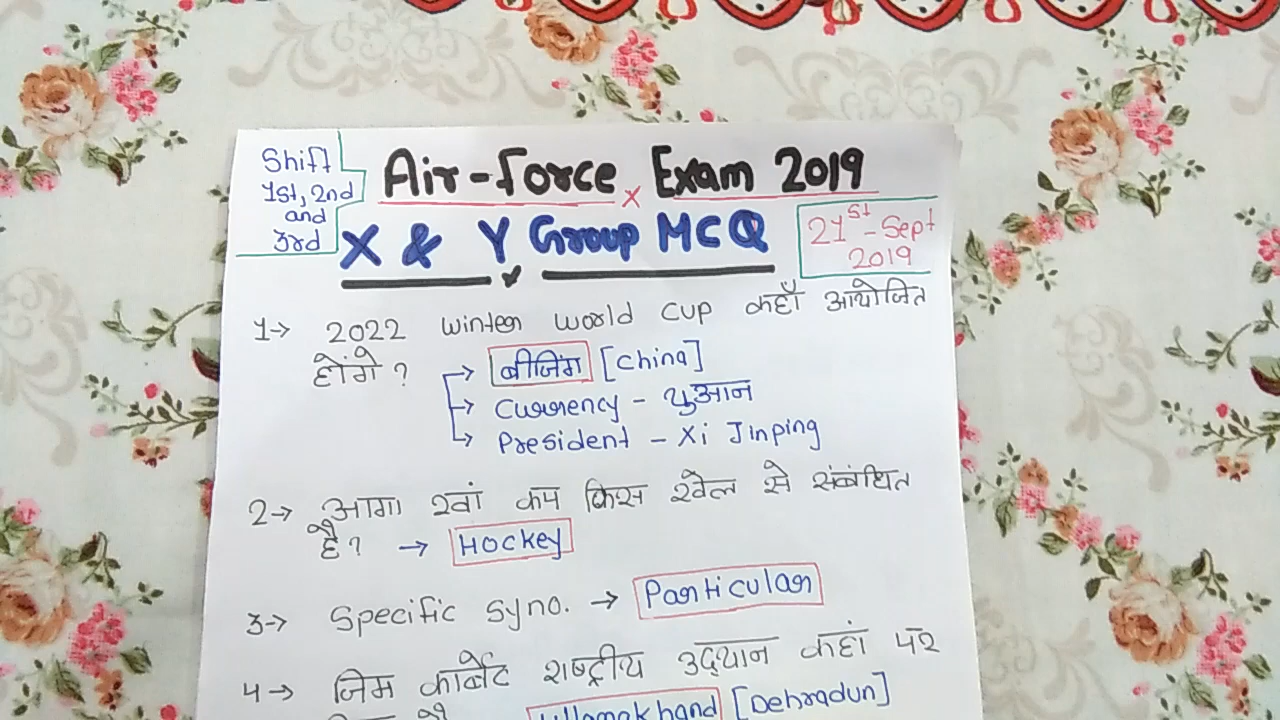 Shift
1st, 2nd
and
3rd
Air-force Exam 2019
X & Y Group MCQ
21st-Sept
2019
1→ 2022 winter world cup कहाँ आयोजित
होंगे ? → बीजिंग [China]
→ Currency - युआन
→ President - Xi Jinping
2→ आगा खां कप किस खेल से संबंधित
है? → Hockey
3→ Specific Syno. → Particular
4→ जिम कार्बेट राष्ट्रीय उद्यान कहां पर
Uttarakhand [Dehradun]